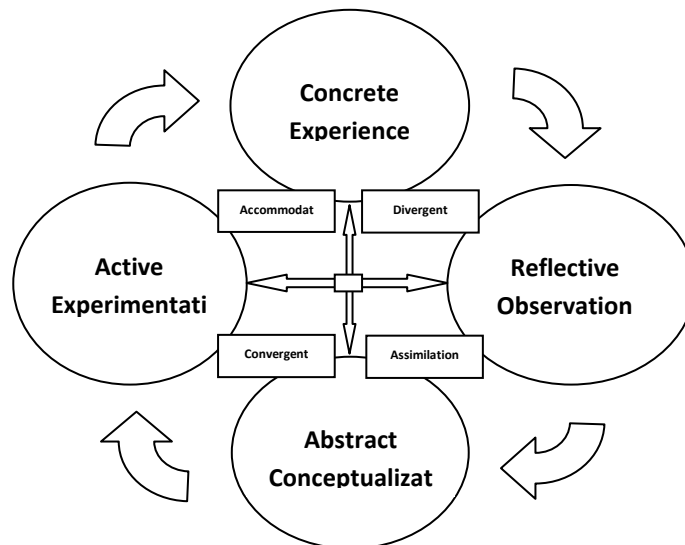 Concrete
Experience
Accommodat
Divergent
Active
Experimentati
Reflective
Observation
Convergent
Assimilation
Abstract
Conceptualizat